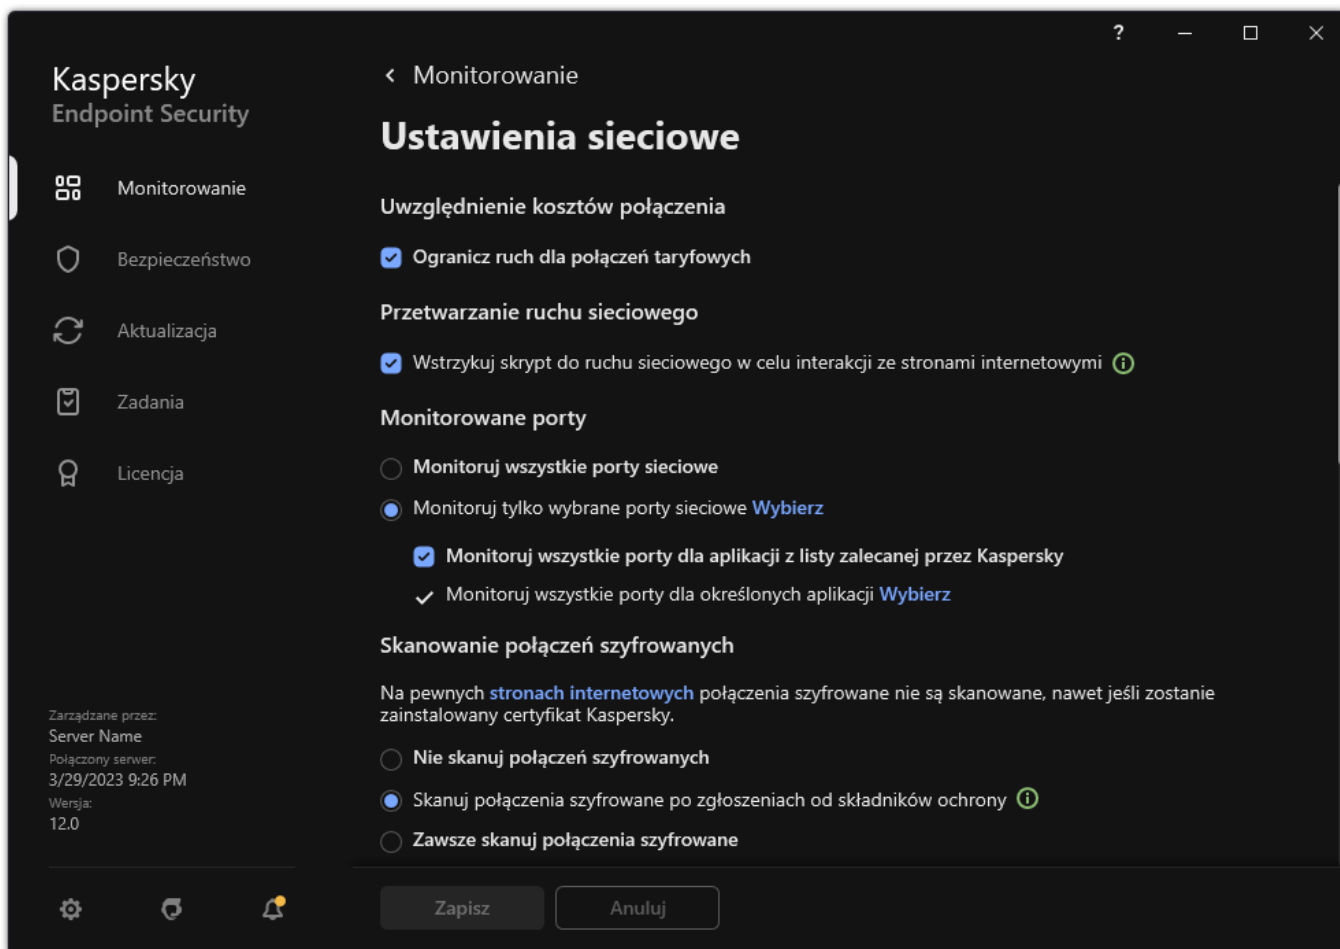 ?
Kaspersky
Endpoint Security
Monitorowanie
Bezpieczeństwo
Aktualizacja
Zadania
Licencja
Zarządzane przez:
Server Name
Połączony serwer:
3/29/2023 9:26 PM
Wersja:
12.0
Monitorowanie
Ustawienia sieciowe
Uwzględnienie kosztów połączenia
Ogranicz ruch dla połączeń taryfowych
Przetwarzanie ruchu sieciowego
Wstrzykuj skrypt do ruchu sieciowego w celu interakcji ze stronami internetowymi
Monitorowane porty
Monitoruj wszystkie porty sieciowe
Monitoruj tylko wybrane porty sieciowe Wybierz
Monitoruj wszystkie porty dla aplikacji z listy zalecanej przez Kaspersky
Monitoruj wszystkie porty dla określonych aplikacji Wybierz
Skanowanie połączeń szyfrowanych
Na pewnych stronach internetowych połączenia szyfrowane nie są skanowane, nawet jeśli zostanie
zainstalowany certyfikat Kaspersky.
Nie skanuj połączeń szyfrowanych
Skanuj połączenia szyfrowane po zgłoszeniach od składników ochrony
Zawsze skanuj połączenia szyfrowane
Zapisz
Anuluj